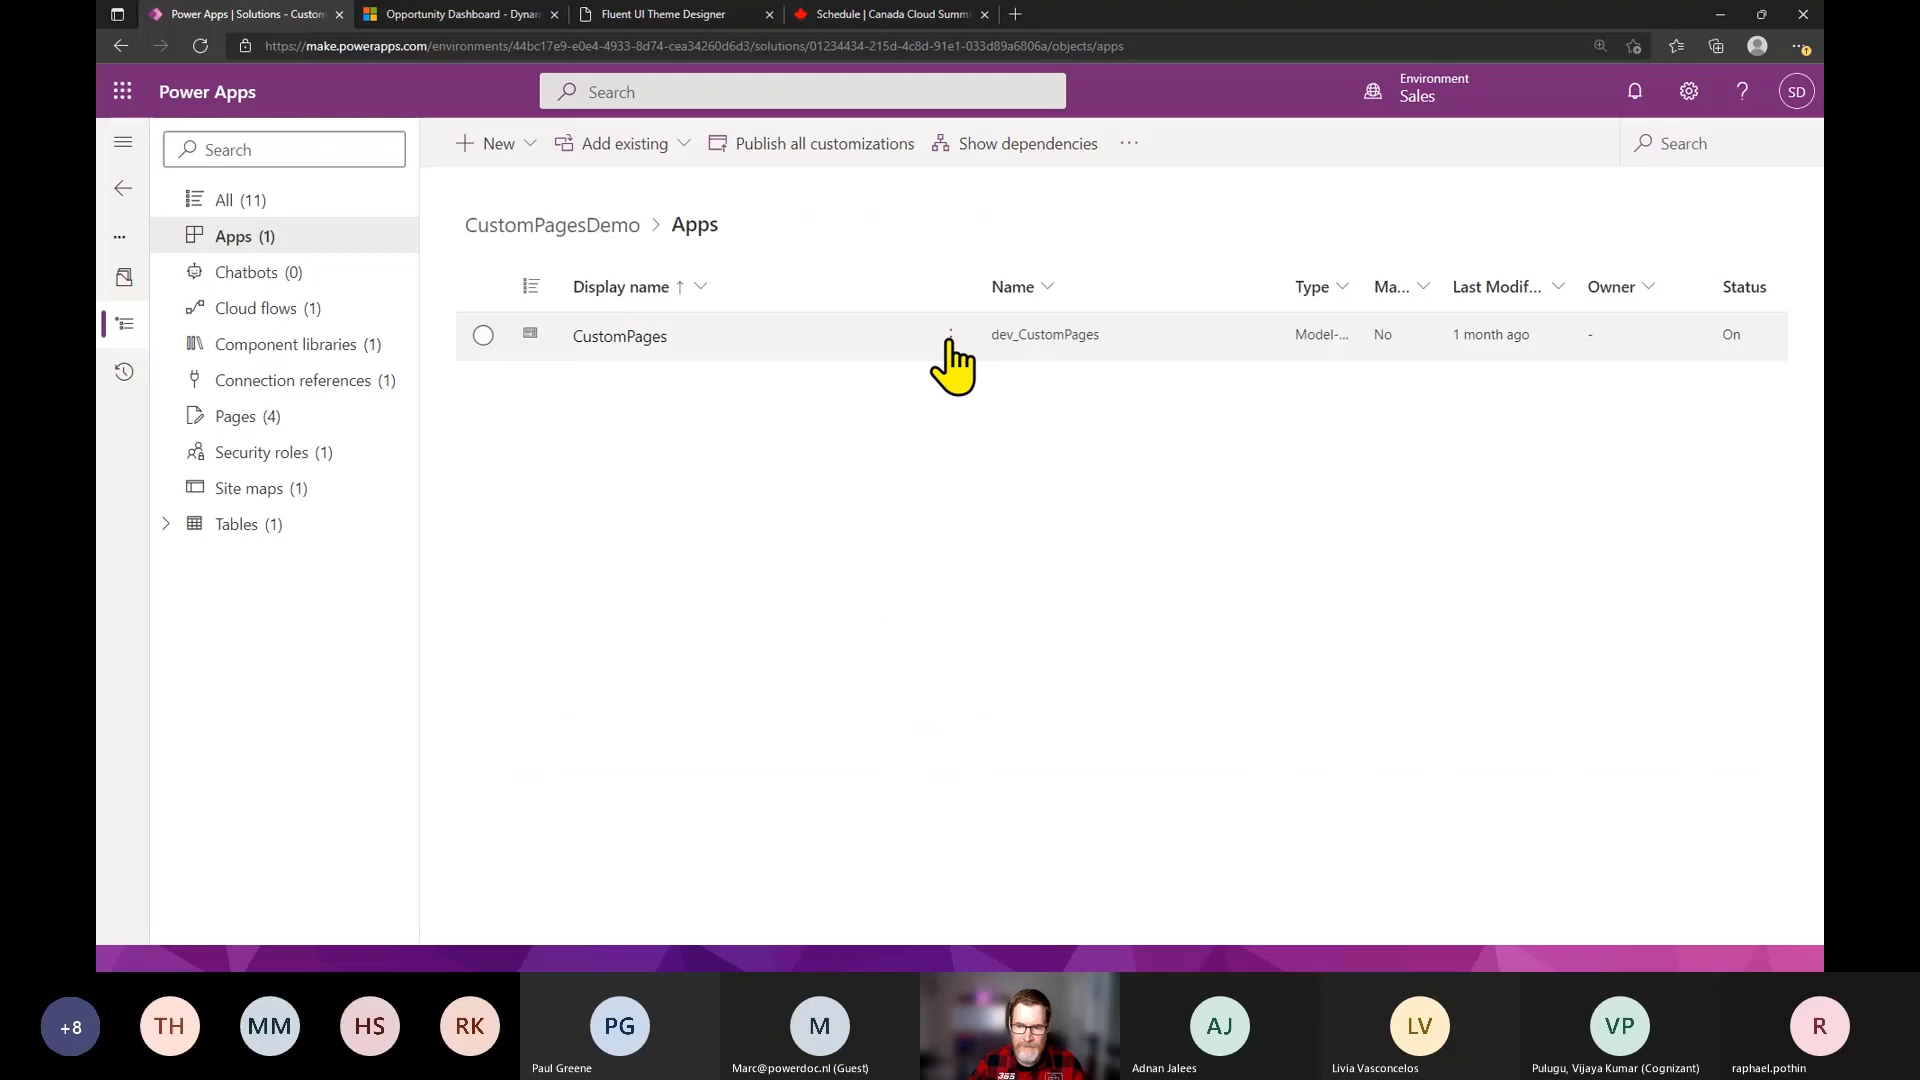 Power Apps | Solutions - Custom
Opportunity Dashboard - Dynam
Fluent UI Theme Designer
Schedule | Canada Cloud Summi
https://make.powerapps.com/environments/44bc17e9-e0e4-4933-8d74-cea34260d6d3/solutions/01234434-215d-4c8d-91e1-033d89a6806a/objects/apps
Power Apps
Search
Environment
Sales
SD
Search
New
Add existing
Publish all customizations
Show dependencies
Search
All (11)
Apps (1)
Chatbots (0)
Cloud flows (1)
Component libraries (1)
Connection references (1)
Pages (4)
Security roles (1)
Site maps (1)
Tables (1)
CustomPagesDemo > Apps
Display name ↑
Name
Type
Ma...
Last Modif...
Owner
Status
CustomPages
dev_CustomPages
Model-...
No
1 month ago
-
On
+8
TH
MM
HS
RK
PG
Paul Greene
M
Marc@powerdoc.nl (Guest)
365
AJ
Adnan Jalees
LV
Livia Vasconcelos
VP
Pulugu, Vijaya Kumar (Cognizant)
R
raphael.pothin